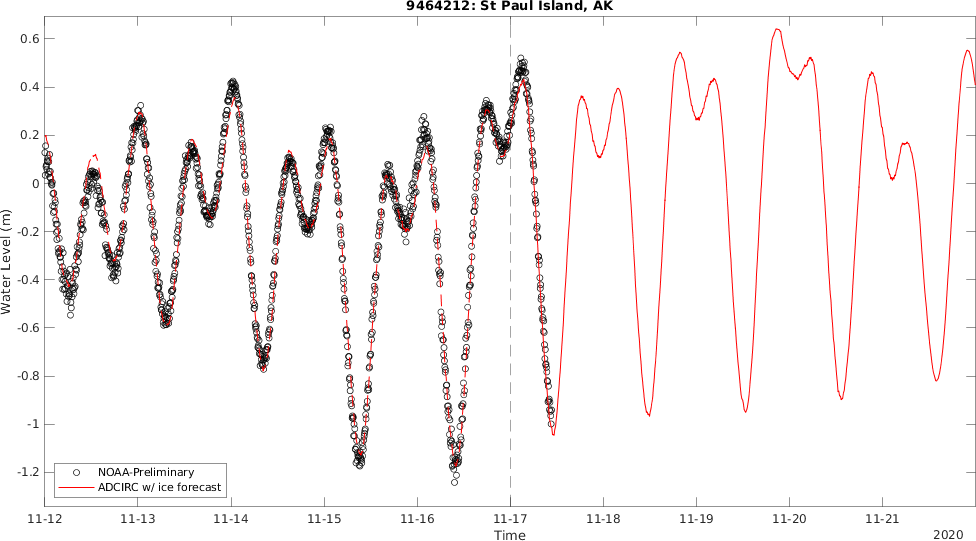 9464212: St Paul Island, AK
0.6
0.4
0.2
0
-0.2
-0.4
-0.6
-0.8
-1
-1.2
Water Level (m)
NOAA-Preliminary
ADCIRC w/ ice forecast
11-12 11-13 11-14 11-15 11-16 11-17 11-18 11-19 11-20 11-21
Time
2020